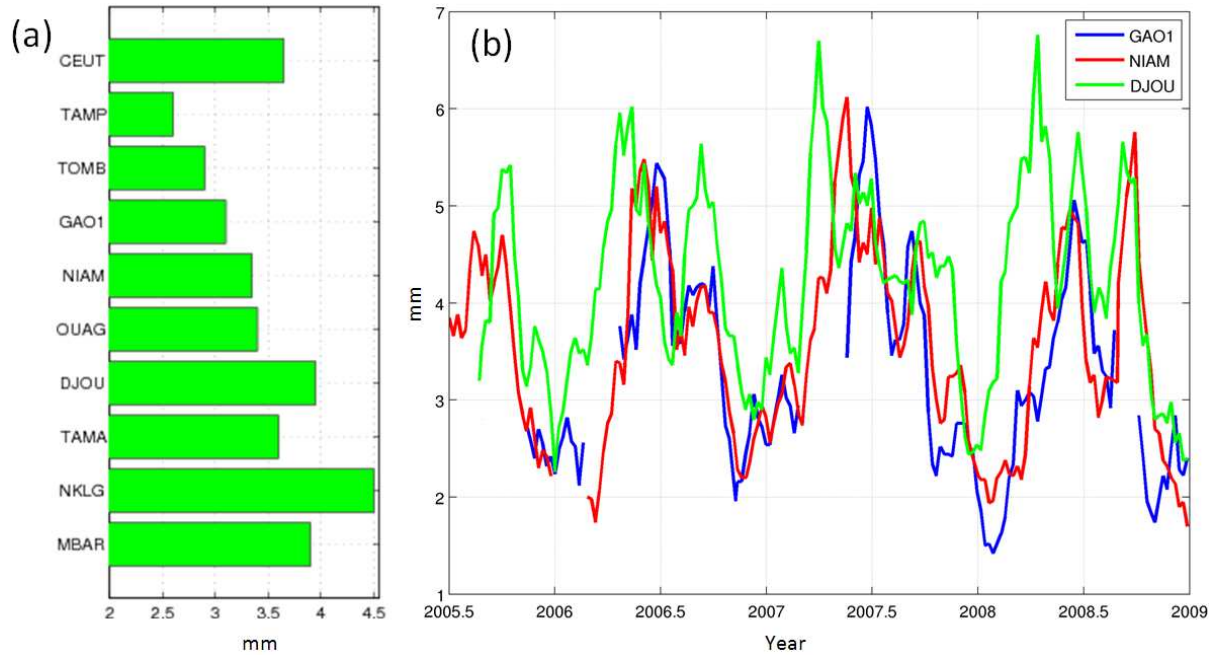 (a)
CEUT
TAMP
TOMB
GAO1
NIAM
OUAG
DJOU
TAMA
NKLG
MBAR
2 2.5 3 3.5 4 4.5
mm
(b)
GAO1
NIAM
DJOU
7
6
5
4
3
2
1
mm
2005.5 2006 2006.5 2007 2007.5 2008 2008.5 2009
Year